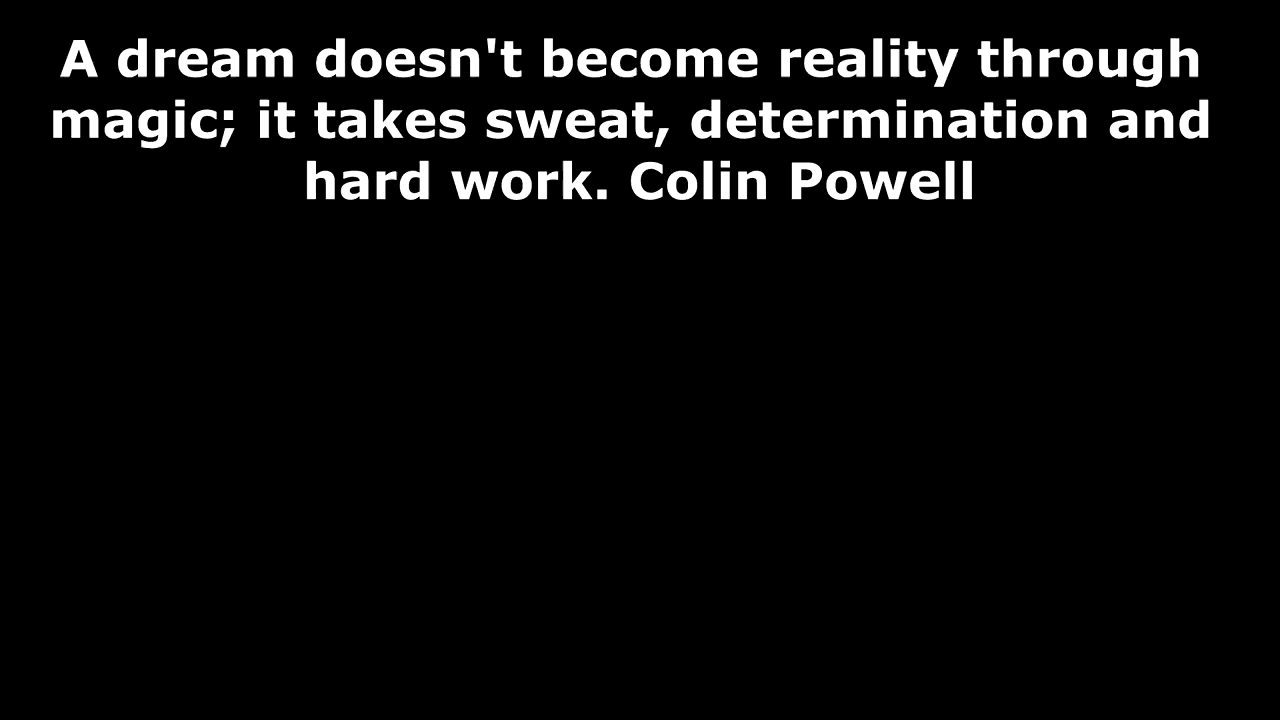 A dream doesn't become reality through
magic; it takes sweat, determination and
hard work. Colin Powell